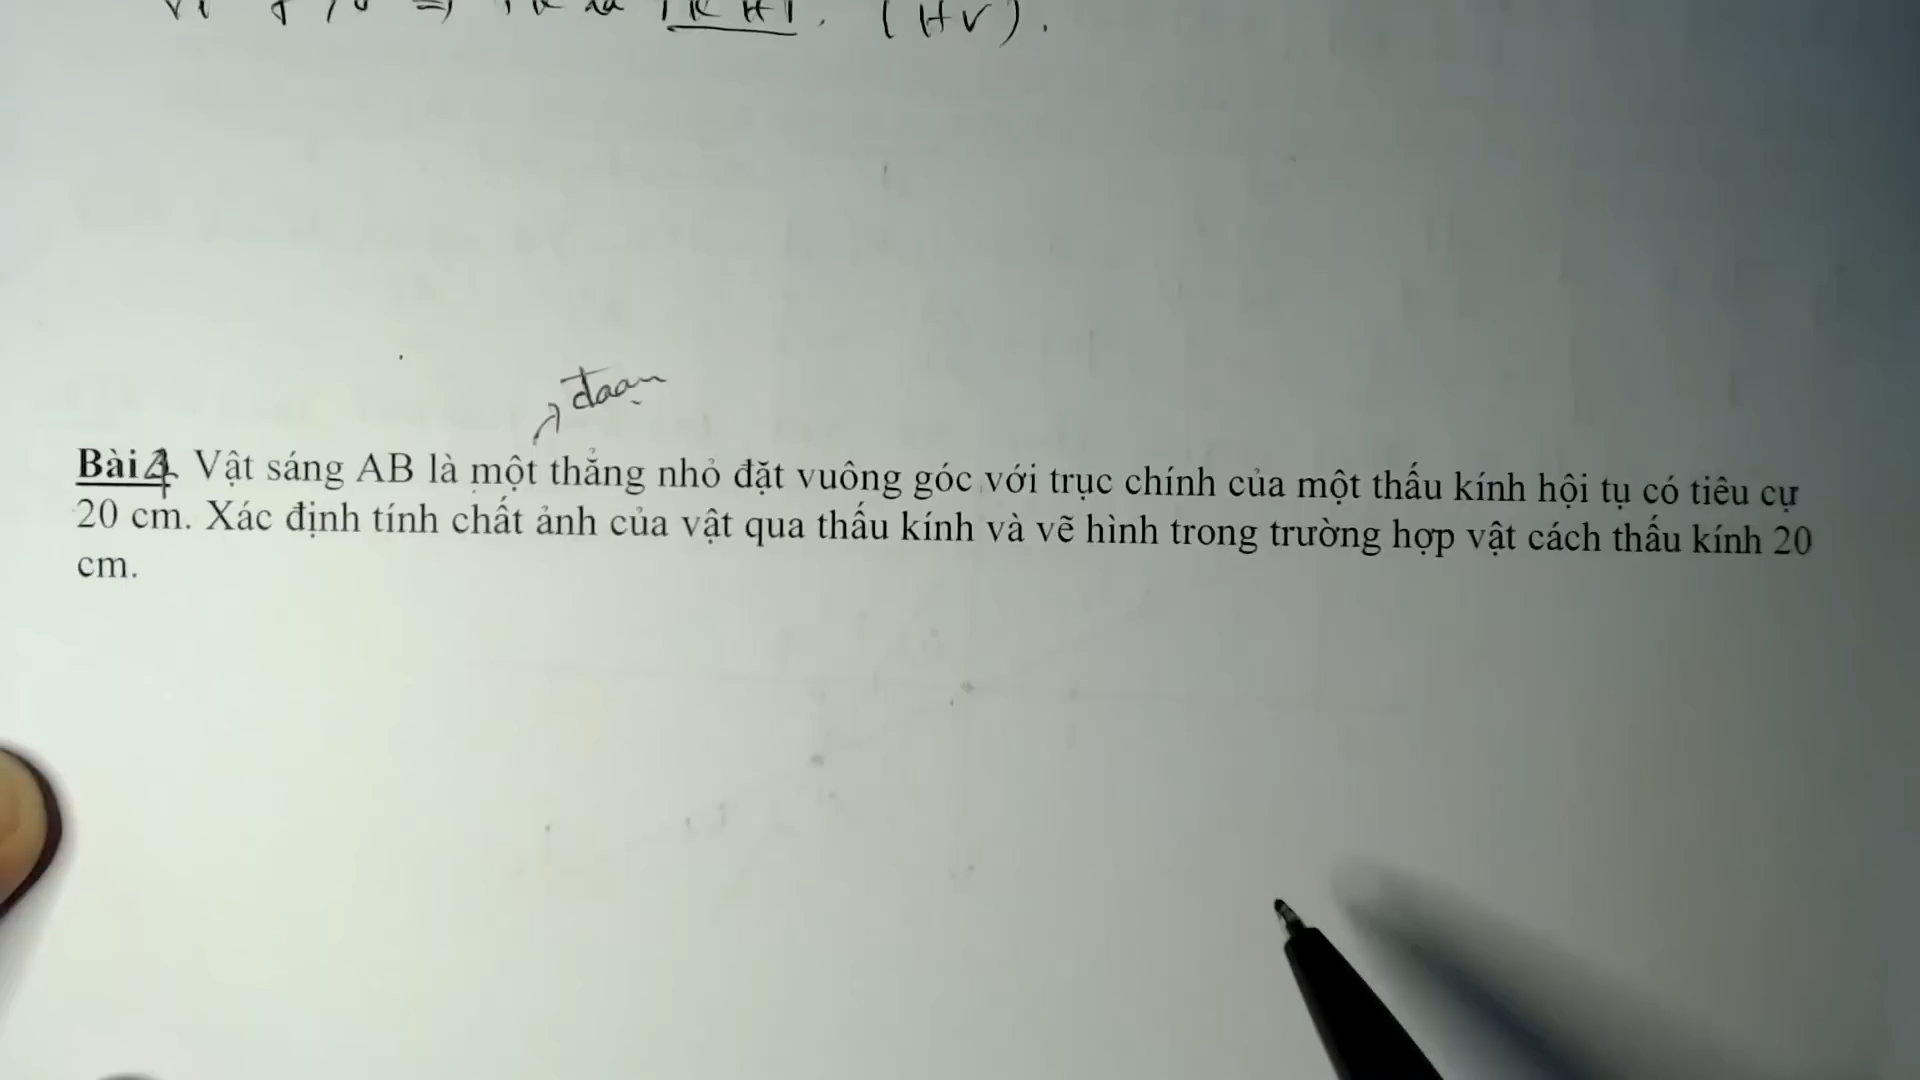 (HV).
đoạn
Bài 4 Vật sáng AB là một thẳng nhỏ đặt vuông góc với trục chính của một thấu kính hội tụ có tiêu cự
20 cm. Xác định tính chất ảnh của vật qua thấu kính và vẽ hình trong trường hợp vật cách thấu kính 20
cm.